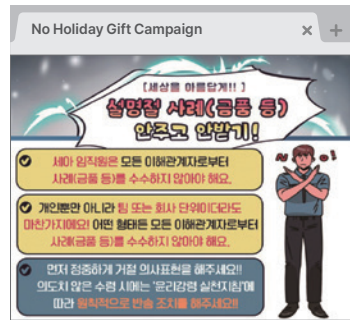 No Holiday Gift Campaign
[세상을 아름답게!! ]
설명절 사례(금품 등)
안주고 안받기!
세아 임직원은 모든 이해관계자로부터
사례(금품 등)를 수수하지 않아야 해요.
개인뿐만 아니라 팀 또는 회사 단위이더라도
마찬가지예요! 어떤 형태든 모든 이해관계자로부터
사례(금품 등)를 수수하지 않아야 해요.
먼저 정중하게 거절 의사표현을 해주세요!!
의도치 않은 수령 시에는 '윤리강령 실천지침'에
따라 원칙적으로 반송 조치를 해주세요!!
No!